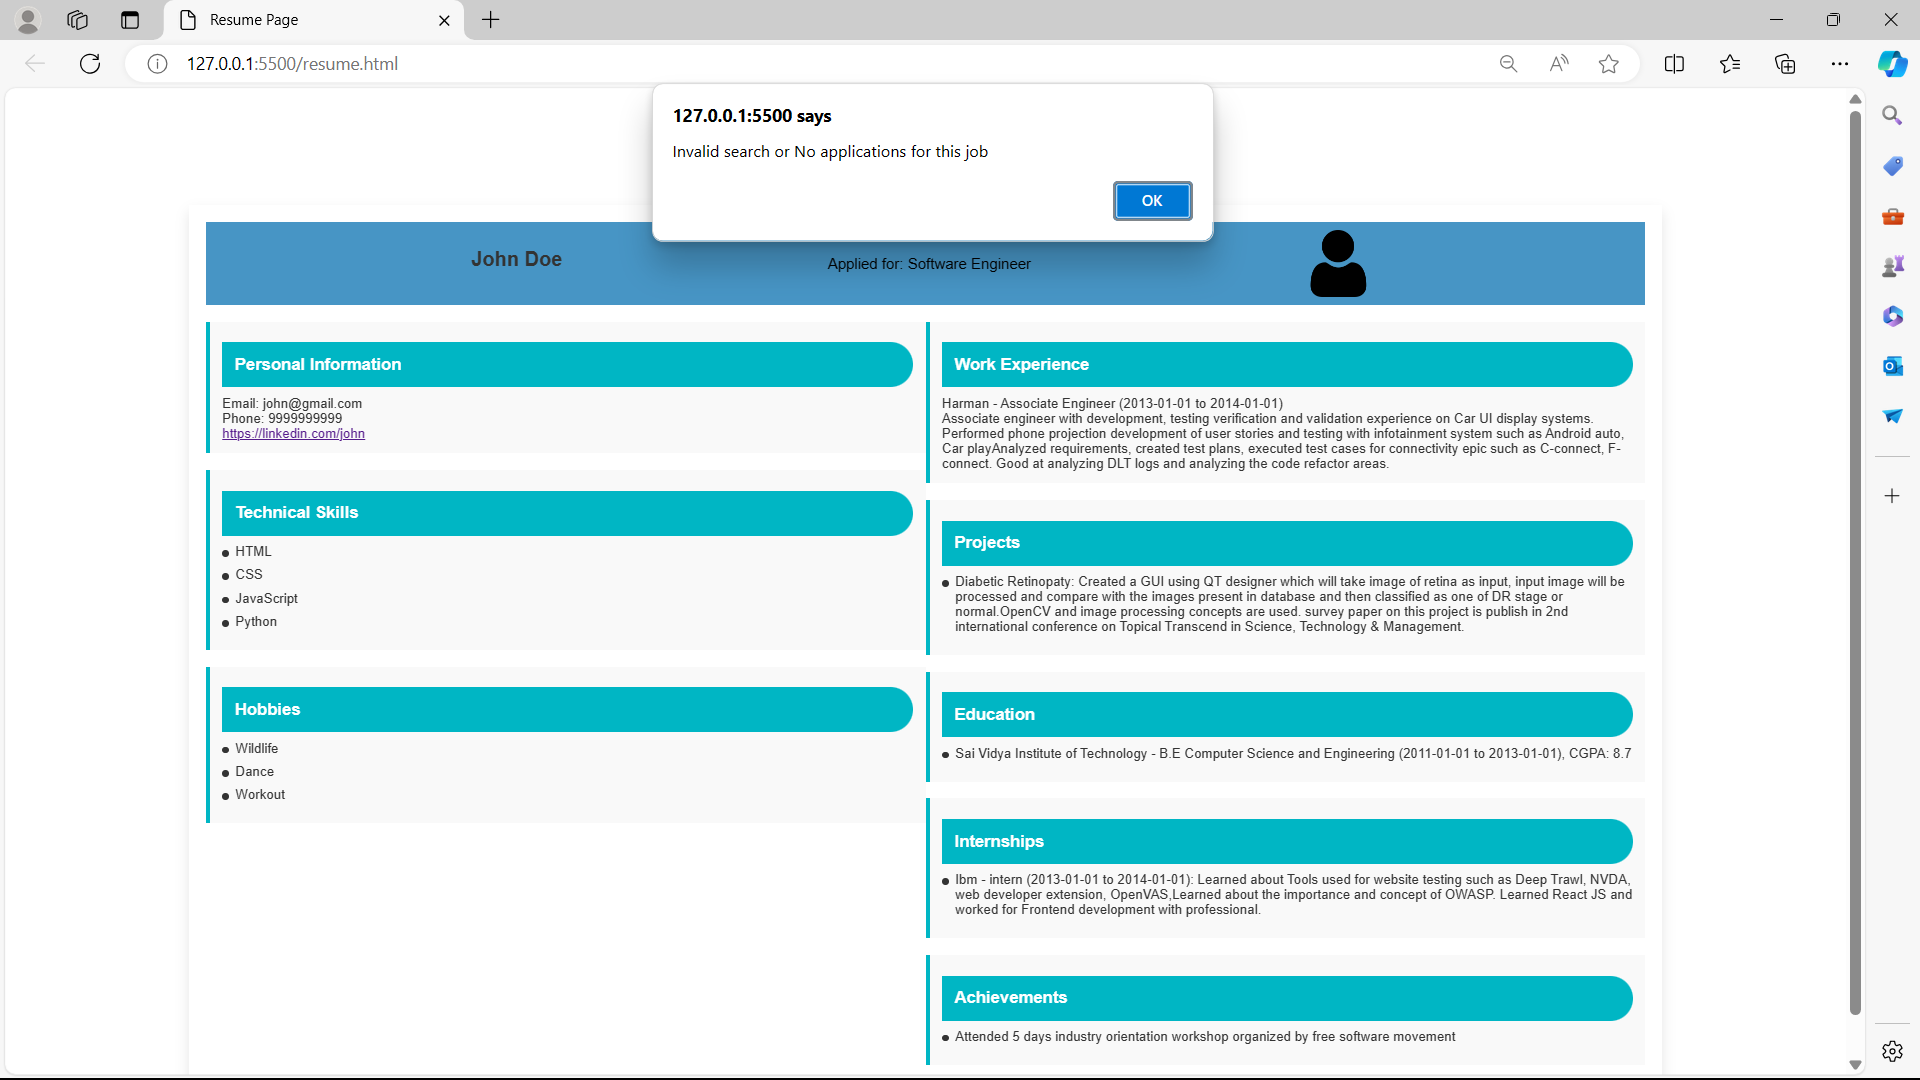 Resume Page
127.0.0.1:5500/resume.html
127.0.0.1:5500 says
Invalid search or No applications for this job
OK
John Doe
Applied for: Software Engineer
Personal Information
Email: john@gmail.com
Phone: 9999999999
https://linkedin.com/john
Technical Skills
HTML
CSS
JavaScript
Python
Hobbies
Wildlife
Dance
Workout
Work Experience
Harman - Associate Engineer (2013-01-01 to 2014-01-01)
Associate engineer with development, testing verification and validation experience on Car UI display systems.
Performed phone projection development of user stories and testing with infotainment system such as Android auto,
Car playAnalyzed requirements, created test plans, executed test cases for connectivity epic such as C-connect, F-
connect. Good at analyzing DLT logs and analyzing the code refactor areas.
Projects
Diabetic Retinopaty: Created a GUI using QT designer which will take image of retina as input, input image will be
processed and compare with the images present in database and then classified as one of DR stage or
normal.OpenCV and image processing concepts are used. survey paper on this project is publish in 2nd
international conference on Topical Transcend in Science, Technology & Management.
Education
Sai Vidya Institute of Technology - B.E Computer Science and Engineering (2011-01-01 to 2013-01-01), CGPA: 8.7
Internships
Ibm - intern (2013-01-01 to 2014-01-01): Learned about Tools used for website testing such as Deep Trawl, NVDA,
web developer extension, OpenVAS,Learned about the importance and concept of OWASP. Learned React JS and
worked for Frontend development with professional.
Achievements
Attended 5 days industry orientation workshop organized by free software movement